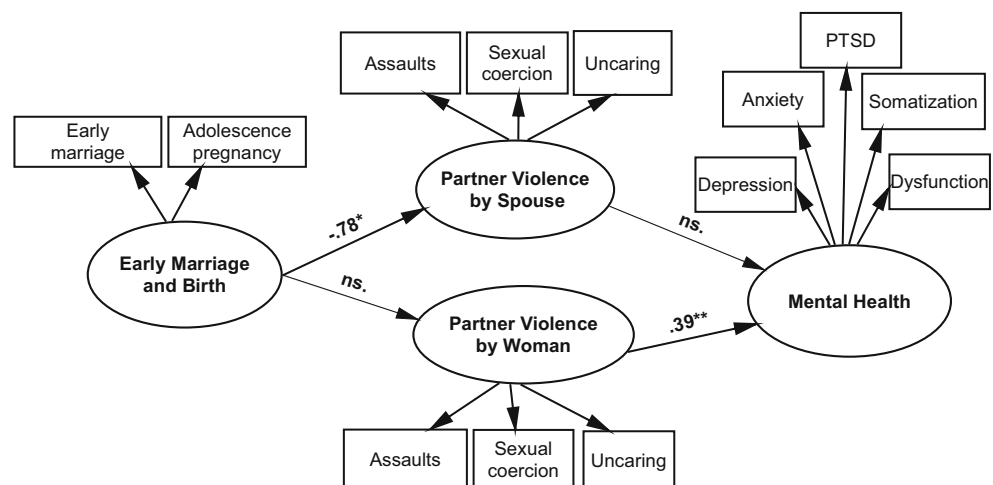 PTSD
Assaults
Sexual
coercion
Uncaring
Anxiety
Somatization
Early
marriage
Adolescence
pregnancy
Depression
Dysfunction
Partner Violence
by Spouse
-.78*
ns.
Early Marriage
and Birth
ns.
Mental Health
Partner Violence
by Woman
.39**
Assaults
Sexual
coercion
Uncaring